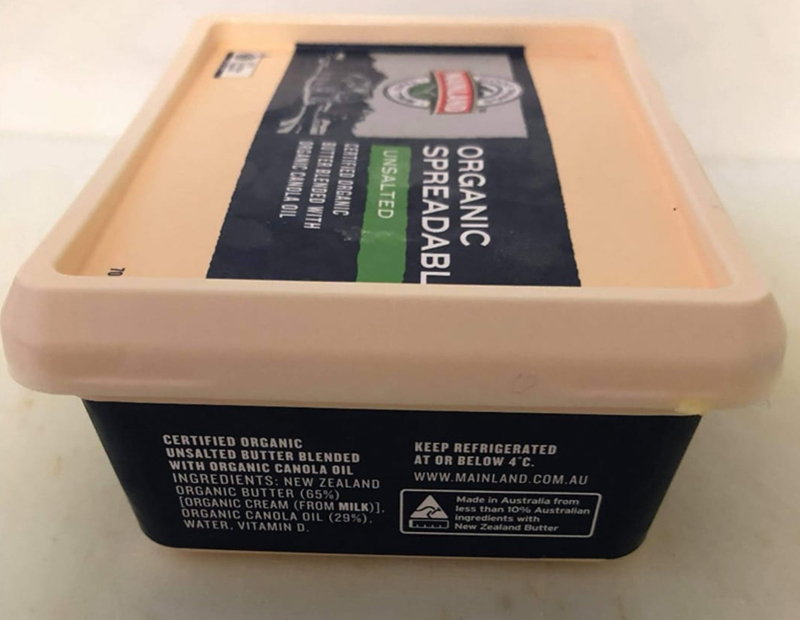 MAINLAND
ORGANIC
SPREADABL
UNSALTED
CERTIFIED ORGANIC
BUTTER BLENDED WITH
ORGANIC CANOLA OIL
70
CERTIFIED ORGANIC
UNSALTED BUTTER BLENDED
WITH ORGANIC CANOLA OIL
INGREDIENTS: NEW ZEALAND
ORGANIC BUTTER (65%)
[ORGANIC CREAM (FROM MILK)],
ORGANIC CANOLA OIL (29%),
WATER, VITAMIN D.
KEEP REFRIGERATED
AT OR BELOW 4°C.
WWW.MAINLAND.COM.AU
Made in Australia from
less than 10% Australian
ingredients with
New Zealand Butter